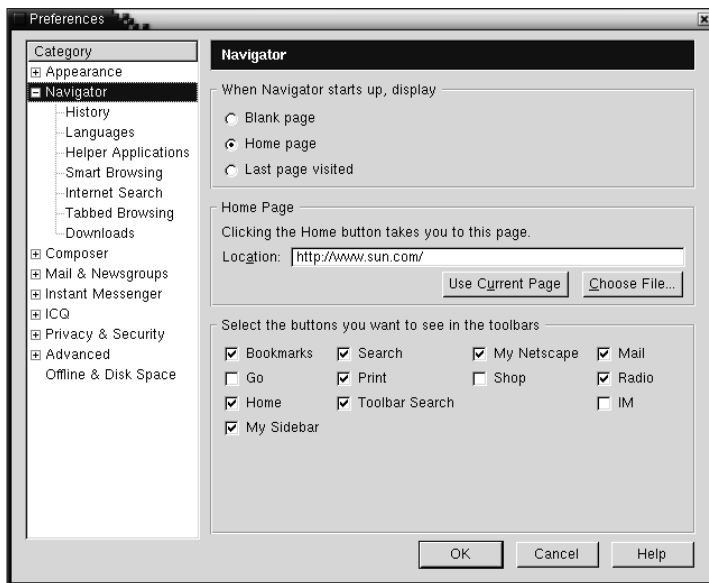 Preferences
Category
Appearance
Navigator
History
Languages
Helper Applications
Smart Browsing
Internet Search
Tabbed Browsing
Downloads
Composer
Mail & Newsgroups
Instant Messenger
ICQ
Privacy & Security
Advanced
Offline & Disk Space
Navigator
When Navigator starts up, display
Blank page
Home page
Last page visited
Home Page
Clicking the Home button takes you to this page.
Location: http://www.sun.com/
Use Current Page Choose File...
Select the buttons you want to see in the toolbars
Bookmarks Search My Netscape Mail
Go Print Shop Radio
Home Toolbar Search IM
My Sidebar
OK Cancel Help